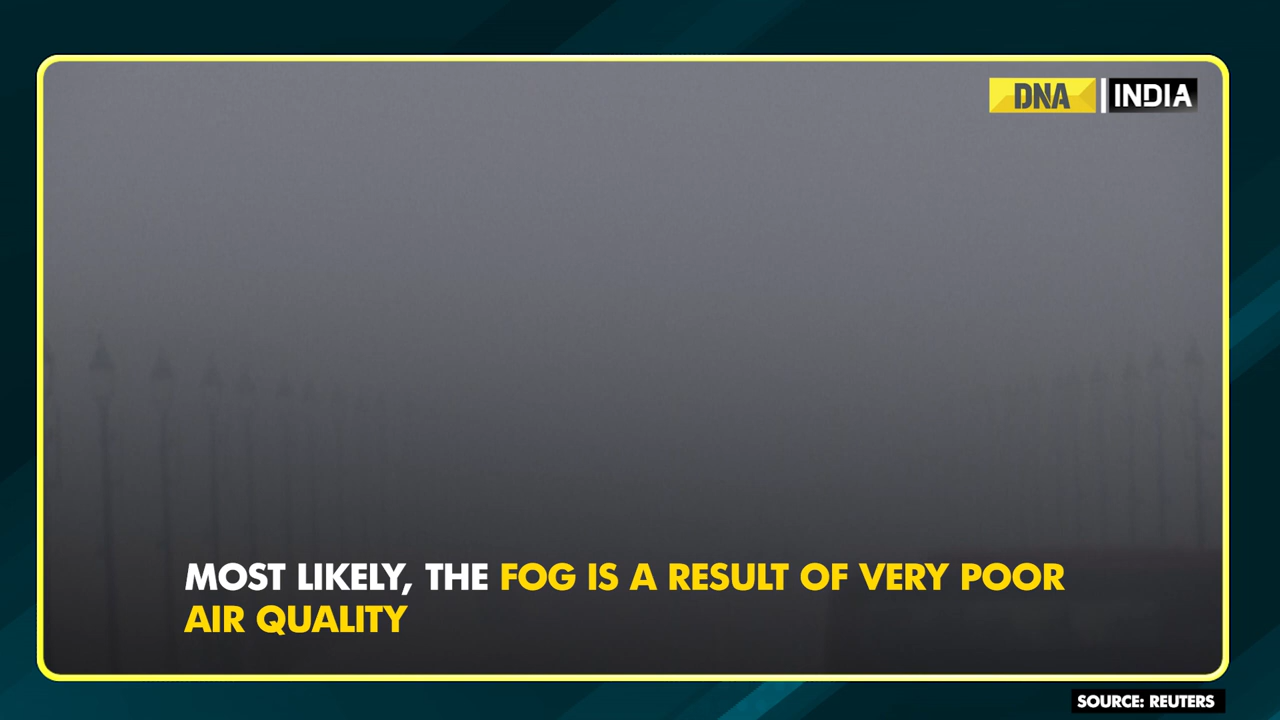 DNA INDIA
MOST LIKELY, THE FOG IS A RESULT OF VERY POOR
AIR QUALITY
SOURCE: REUTERS